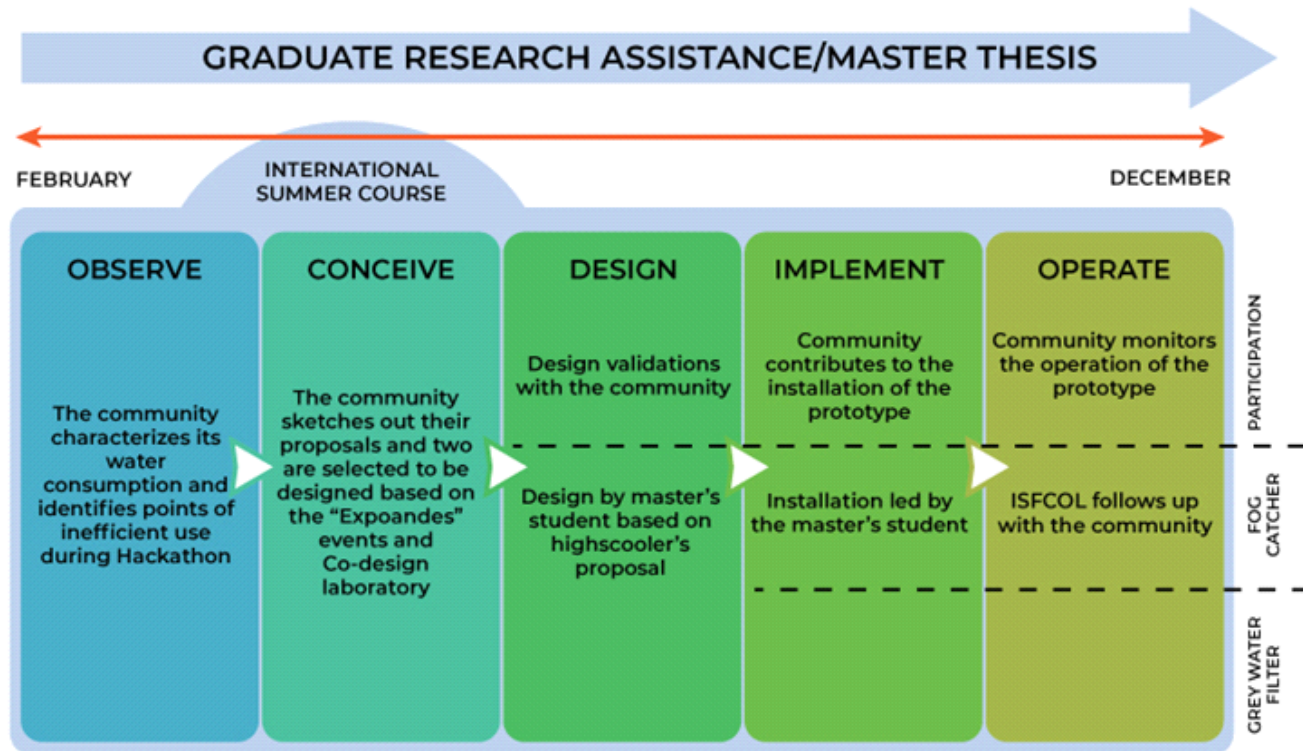 GRADUATE RESEARCH ASSISTANCE/MASTER THESIS
FEBRUARY
INTERNATIONAL
SUMMER COURSE
DECEMBER
OBSERVE
The community
characterizes its
water
consumption and
identifies points of
inefficient use
during Hackathon
CONCEIVE
The community
sketches out their
proposals and two
are selected to be
designed based on
the “Expoandes”
events and
Co-design
laboratory
DESIGN
Design validations
with the community
Design by master’s
student based on
highscooler’s
proposal
IMPLEMENT
Community
contributes to the
installation of the
prototype
Installation led by
the master’s student
OPERATE
Community monitors
the operation of the
prototype
ISFCOL follows up
with the community
PARTICIPATION
FOG
CATCHER
GREY WATER
FILTER